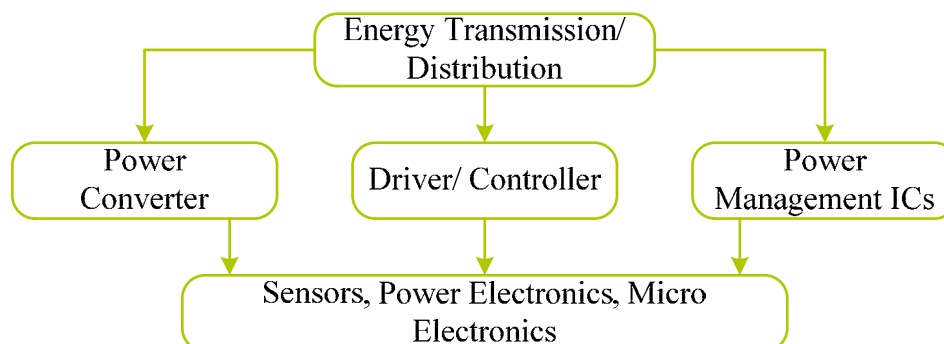 Energy Transmission/
Distribution
Power
Converter
Driver/ Controller
Power
Management ICs
Sensors, Power Electronics, Micro
Electronics